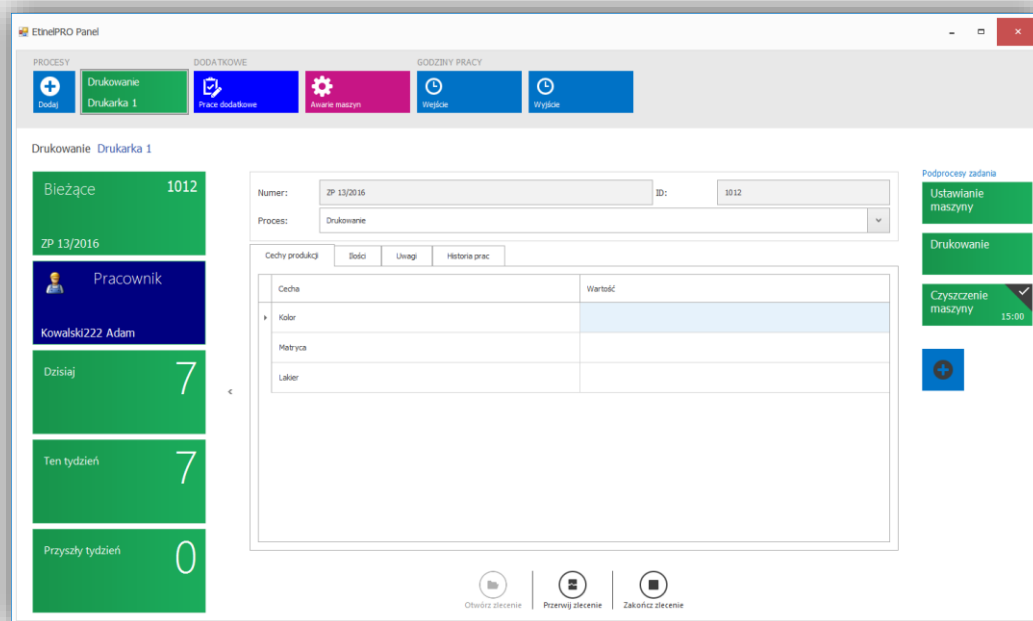 EtinelPRO Panel
PROCESY
DODATKOWE
GODZINY PRACY
Dodaj
Drukowanie
Drukarka 1
Prace dodatkowe
Awarie maszyn
Wejście
Wyjście
Drukowanie Drukarka 1
Bieżące 1012
ZP 13/2016
Pracownik
Kowalski222 Adam
Dzisiaj 7
Ten tydzień 7
Przyszły tydzień 0
<
Numer: ZP 13/2016 ID: 1012
Proces: Drukowanie
Cechy produkcji Ilości Uwagi Historia prac
Cecha Wartość
Kolor
Matryca
Lakier
Otwórz zlecenie
Przerwij zlecenie
Zakończ zlecenie
Podprocesy zadania
Ustawianie
maszyny
Drukowanie
Czyszczenie
maszyny
15:00